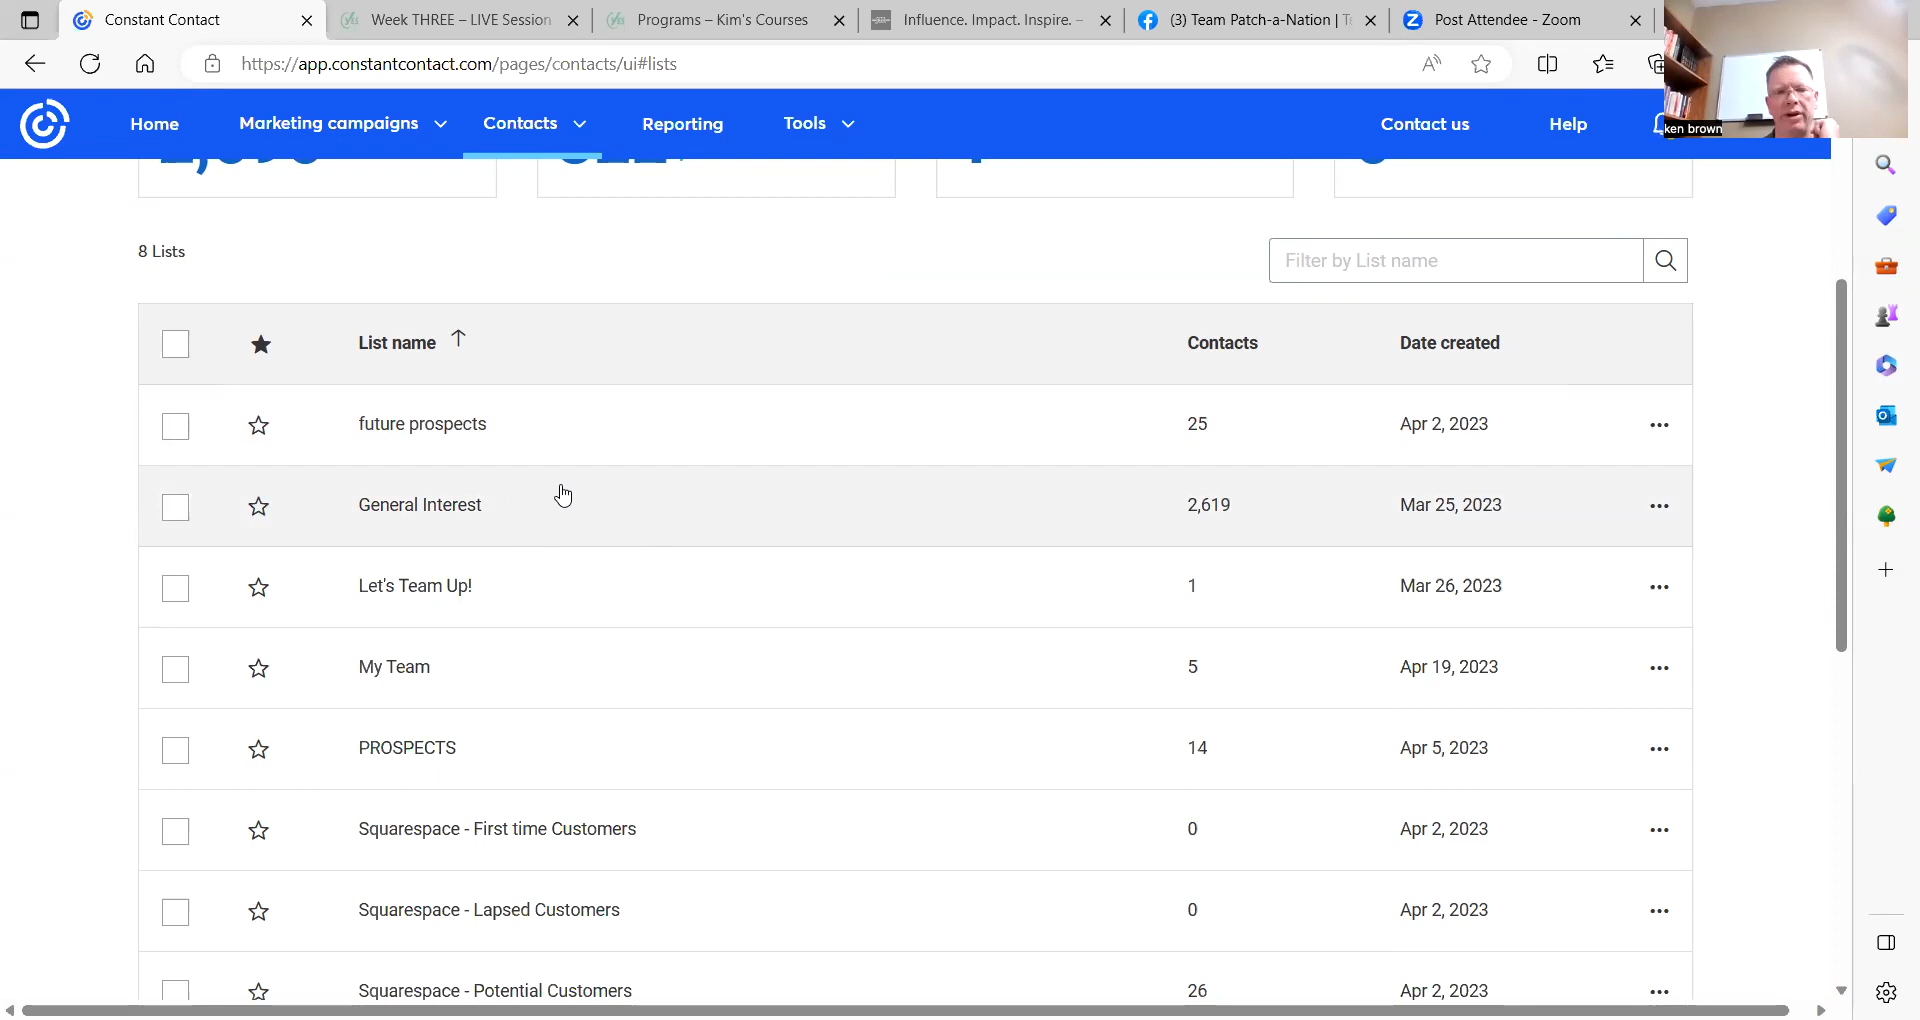 Constant Contact
Week THREE – LIVE Session
Programs – Kim's Courses
Influence. Impact. Inspire. –
(3) Team Patch-a-Nation |
Post Attendee - Zoom
https://app.constantcontact.com/pages/contacts/ui#lists
ken brown
Home
Marketing campaigns
Contacts
Reporting
Tools
Contact us
Help
8 Lists
Filter by List name
List name
Contacts
Date created
future prospects 25 Apr 2, 2023
General Interest 2,619 Mar 25, 2023
Let's Team Up! 1 Mar 26, 2023
My Team 5 Apr 19, 2023
PROSPECTS 14 Apr 5, 2023
Squarespace - First time Customers 0 Apr 2, 2023
Squarespace - Lapsed Customers 0 Apr 2, 2023
Squarespace - Potential Customers 26 Apr 2, 2023